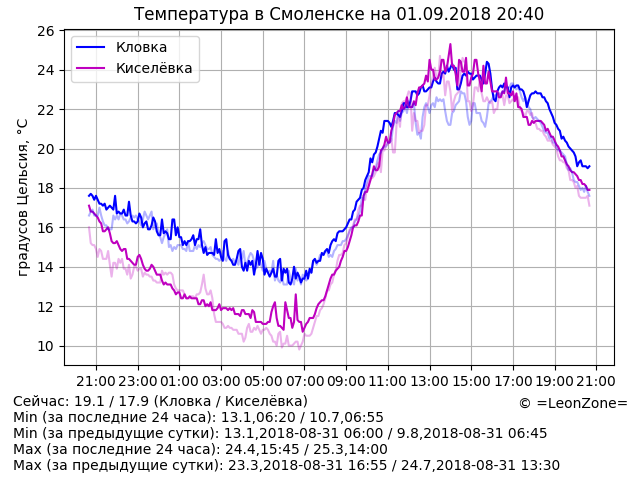 Температура в Смоленске на 01.09.2018 20:40
Кловка
Киселёвка
градусов Цельсия, °C
26
24
22
20
18
16
14
12
10
21:00 23:00 01:00 03:00 05:00 07:00 09:00 11:00 13:00 15:00 17:00 19:00 21:00
Сейчас: 19.1 / 17.9 (Кловка / Киселёвка)
© =LeonZone=
Min (за последние 24 часа): 13.1,06:20 / 10.7,06:55
Min (за предыдущие сутки): 13.1,2018-08-31 06:00 / 9.8,2018-08-31 06:45
Max (за последние 24 часа): 24.4,15:45 / 25.3,14:00
Max (за предыдущие сутки): 23.3,2018-08-31 16:55 / 24.7,2018-08-31 13:30